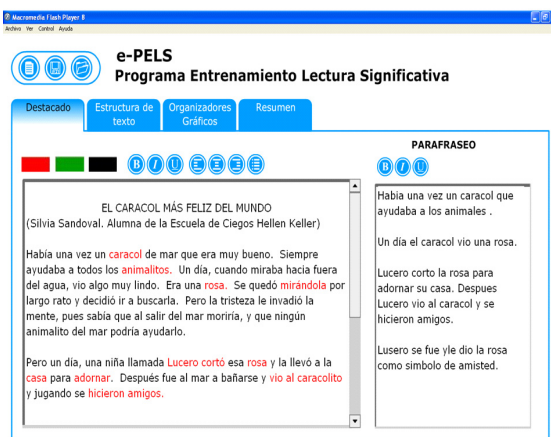 Macromedia Flash Player 8
Archivo Ver Control Ayuda
e-PELS
Programa Entrenamiento Lectura Significativa
Destacado
Estructura de
texto
Organizadores
Gráficos
Resumen
PARAFRASEO
B I U
B I U
EL CARACOL MÁS FELIZ DEL MUNDO
(Silvia Sandoval. Alumna de la Escuela de Ciegos Hellen Keller)
Había una vez un caracol de mar que era muy bueno. Siempre
ayudaba a todos los animalitos. Un día, cuando miraba hacia fuera
del agua, vio algo muy lindo. Era una rosa. Se quedó mirándola por
largo rato y decidió ir a buscarla. Pero la tristeza le invadió la
mente, pues sabía que al salir del mar moriría, y que ningún
animalito del mar podría ayudarlo.
Pero un día, una niña llamada Lucero cortó esa rosa y la llevó a la
casa para adornar. Después fue al mar a bañarse y vio al caracolito
y jugando se hicieron amigos.
Habia una vez un caracol que
ayudaba a los animales .
Un día el caracol vio una rosa.
Lucero corto la rosa para
adornar su casa. Despues
Lucero vio al caracol y se
hicieron amigos.
Lusero se fue yle dio la rosa
como simbolo de amisted.